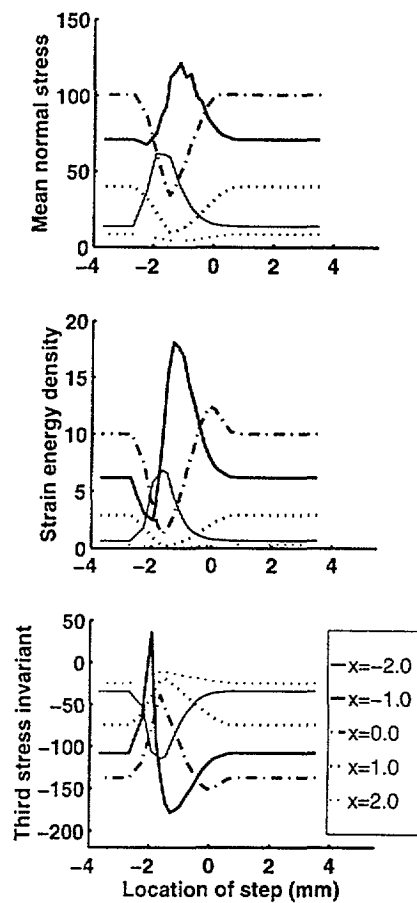 Mean normal stress
150
100
50
0
−4 −2 0 2 4
Strain energy density
20
15
10
5
0
−4 −2 0 2 4
Third stress invariant
50
0
−50
−100
−150
−200
−4 −2 0 2 4
Location of step (mm)
x=−2.0
x=−1.0
x=0.0
x=1.0
x=2.0